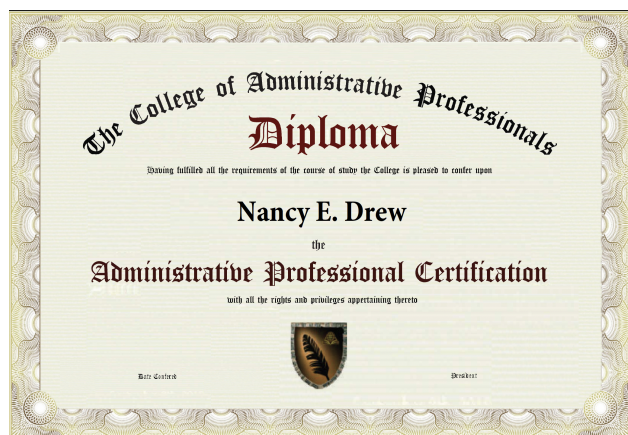 The College of Administrative Professionals
Diploma
Having fulfilled all the requirements of the course of study the College is pleased to confer upon
Nancy E. Drew
the
Administrative Professional Certification
with all the rights and privileges appertaining thereto
Date Confered President